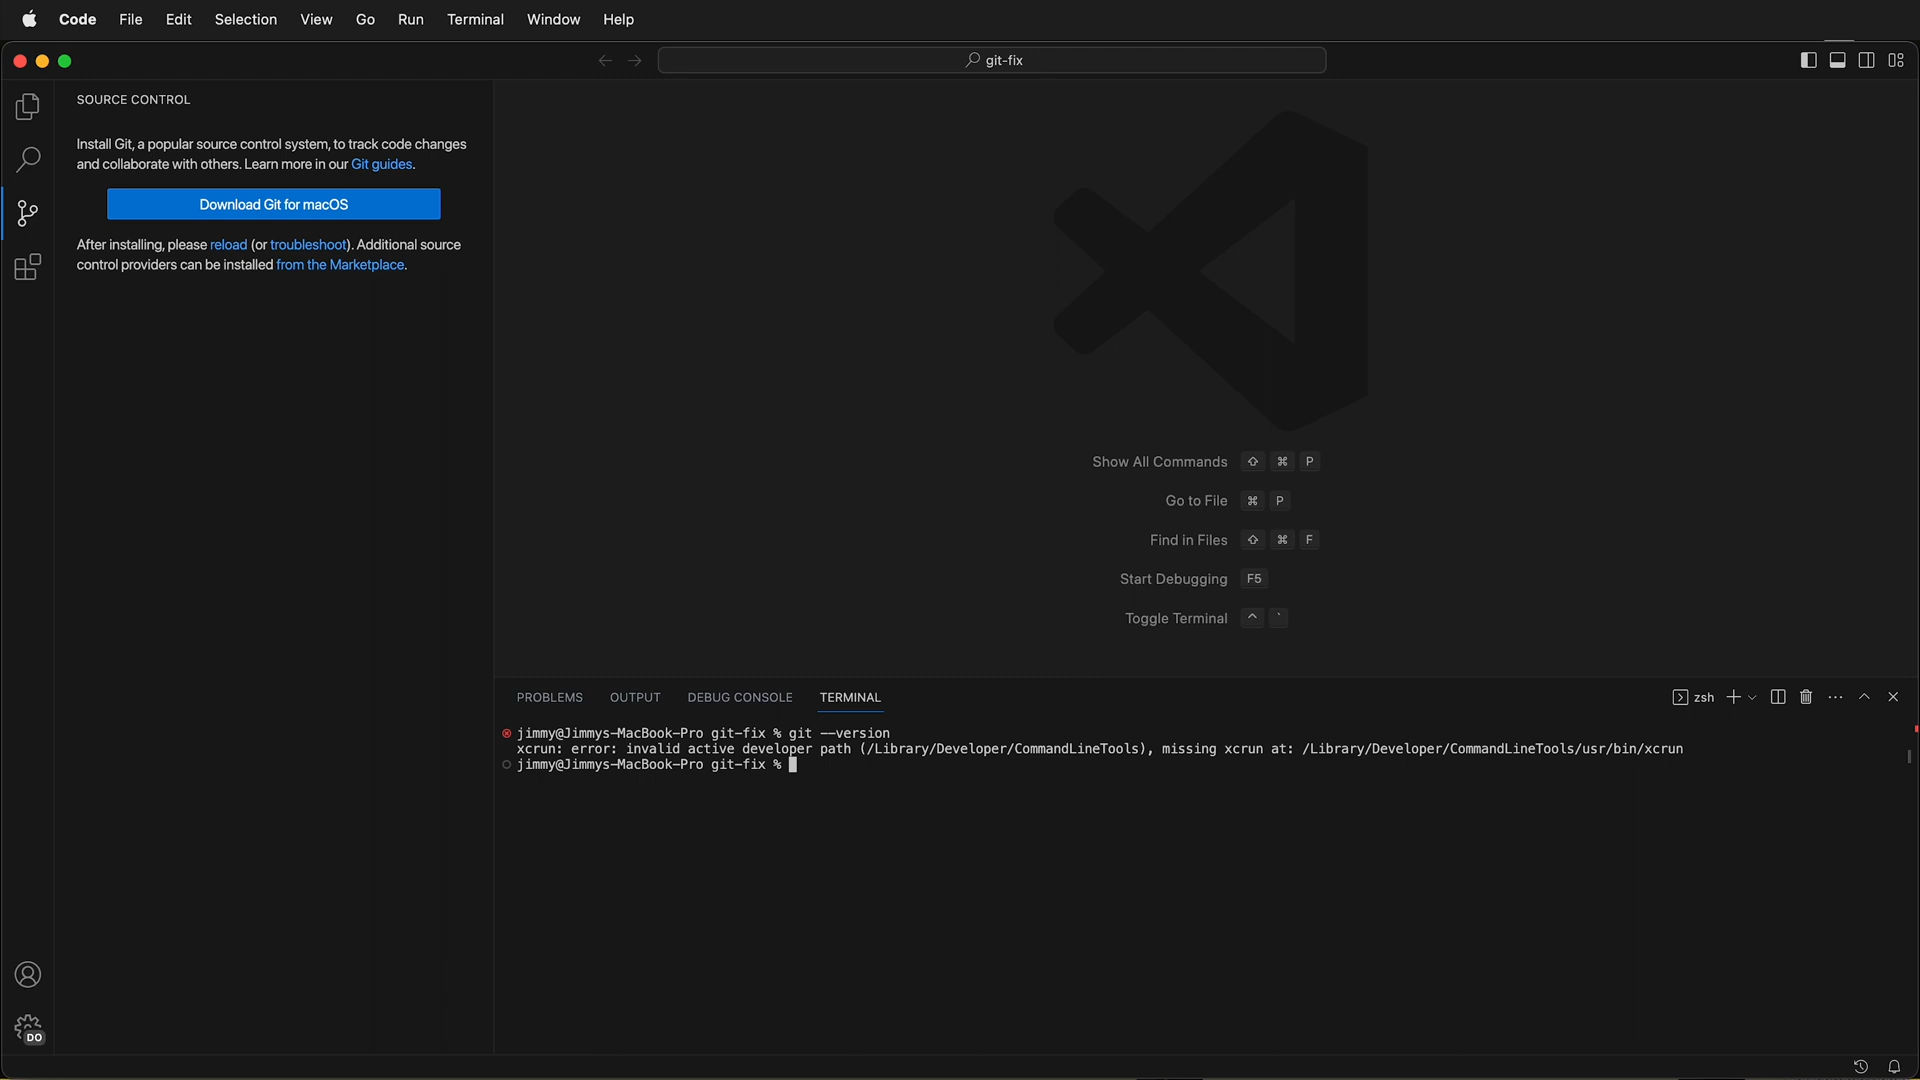 Code File Edit Selection View Go Run Terminal Window Help
git-fix
SOURCE CONTROL
Install Git, a popular source control system, to track code changes
and collaborate with others. Learn more in our Git guides.
Download Git for macOS
After installing, please reload (or troubleshoot). Additional source
control providers can be installed from the Marketplace.
Show All Commands ⇧ ⌘ P
Go to File ⌘ P
Find in Files ⇧ ⌘ F
Start Debugging F5
Toggle Terminal ^ `
PROBLEMS OUTPUT DEBUG CONSOLE TERMINAL zsh
jimmy@Jimmys-MacBook-Pro git-fix % git --version
xcrun: error: invalid active developer path (/Library/Developer/CommandLineTools), missing xcrun at: /Library/Developer/CommandLineTools/usr/bin/xcrun
jimmy@Jimmys-MacBook-Pro git-fix %
DO